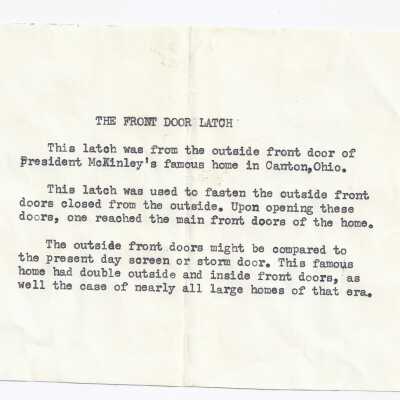 THE FRONT DOOR LATCH
This latch was from the outside front door of
President McKinley's famous home in Canton,Ohio.
This latch was used to fasten the outside front
doors closed from the outside. Upon opening these
doors, one reached the main front doors of the home.
The outside front doors might be compared to
the present day screen or storm door. This famous
home had double outside and inside front doors, as
well the case of nearly all large homes of that era.